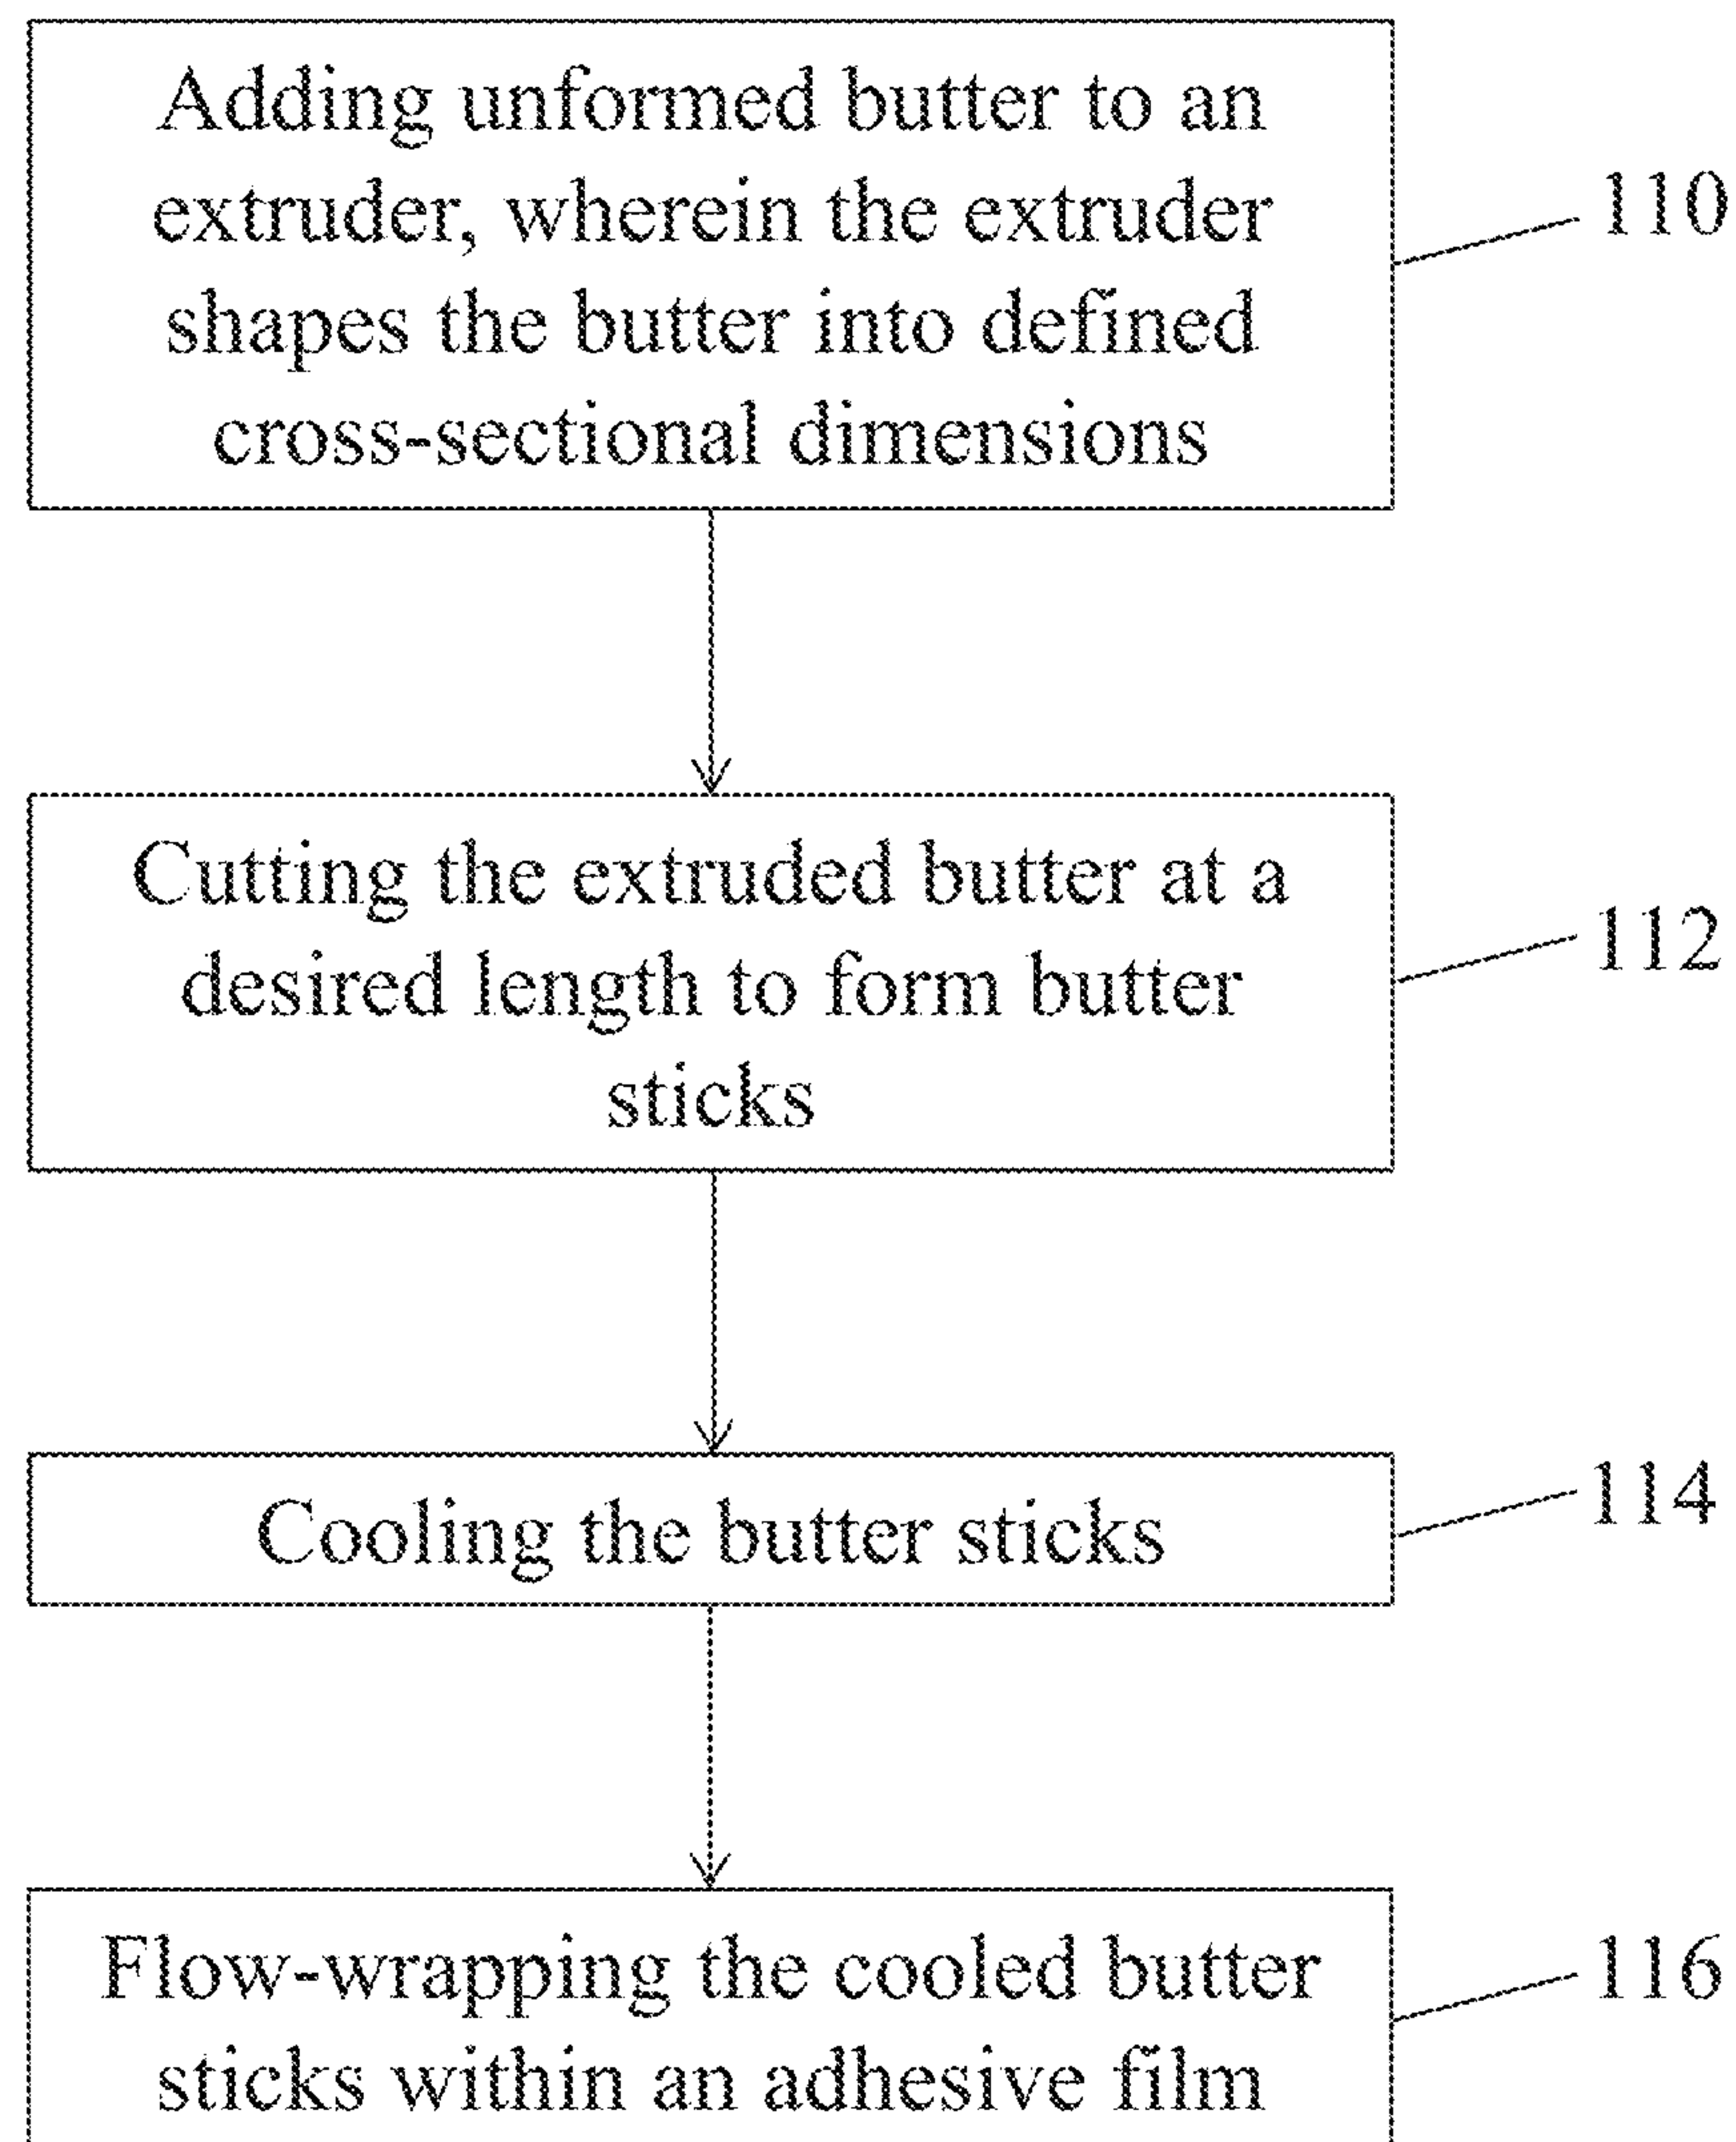 Adding unformed butter to an
extruder, wherein the extruder
shapes the butter into defined
cross-sectional dimensions
110
Cutting the extruded butter at a
desired length to form butter
sticks
112
Cooling the butter sticks
114
Flow-wrapping the cooled butter
sticks within an adhesive film
116